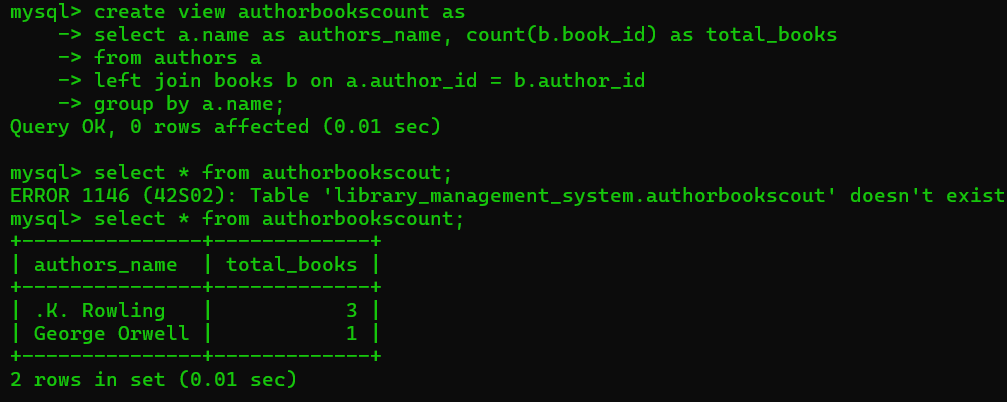 mysql> create view authorbookscount as
    -> select a.name as authors_name, count(b.book_id) as total_books
    -> from authors a
    -> left join books b on a.author_id = b.author_id
    -> group by a.name;
Query OK, 0 rows affected (0.01 sec)

mysql> select * from authorbookscout;
ERROR 1146 (42S02): Table 'library_management_system.authorbookscout' doesn't exist
mysql> select * from authorbookscount;
+---------------+-------------+
| authors_name  | total_books |
+---------------+-------------+
| .K. Rowling   |           3 |
| George Orwell |           1 |
+---------------+-------------+
2 rows in set (0.01 sec)